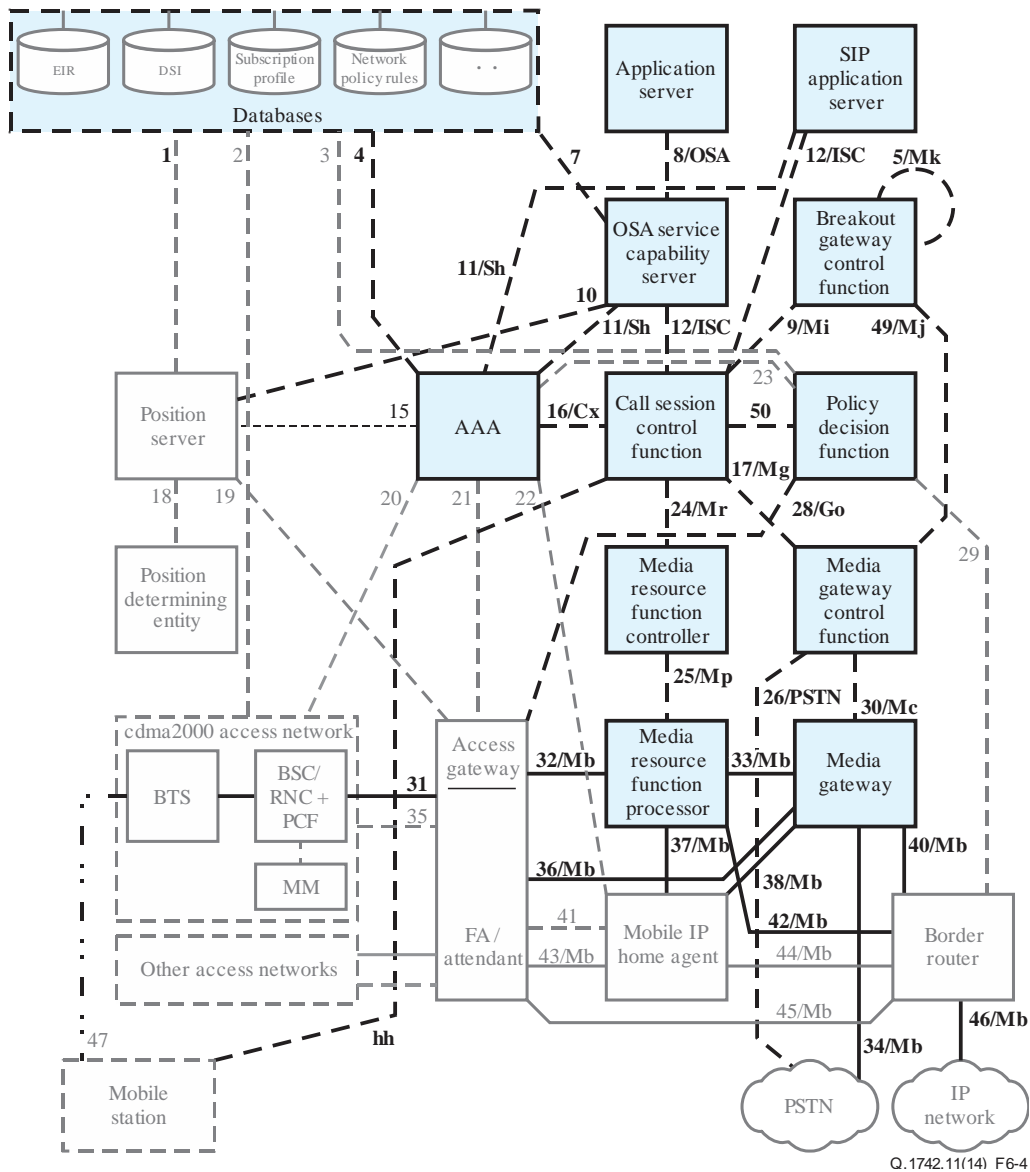 EIR
DSI
Subscription
profile
Network
policy rules
. .
Databases
Application
server
SIP
application
server
1
2
3
4
7
8/OSA
12/ISC
5/Mk
OSA service
capability
server
Breakout
gateway
control
function
11/Sh
10
11/Sh
12/ISC
9/Mi
49/Mj
23
Position
server
15
AAA
16/Cx
Call session
control
function
50
Policy
decision
function
17/Mg
18
19
20
21
22
24/Mr
28/Go
29
Position
determining
entity
Media
resource
function
controller
Media
gateway
control
function
25/Mp
26/PSTN
30/Mc
cdma2000 access network
BTS
BSC/
RNC +
PCF
MM
31
35
Access
gateway
32/Mb
Media
resource
function
processor
33/Mb
Media
gateway
37/Mb
40/Mb
36/Mb
38/Mb
42/Mb
Other access networks
FA /
attendant
41
43/Mb
Mobile IP
home agent
44/Mb
Border
router
45/Mb
46/Mb
47
hh
34/Mb
Mobile
station
PSTN
IP
network
Q.1742.11(14)_F6-4